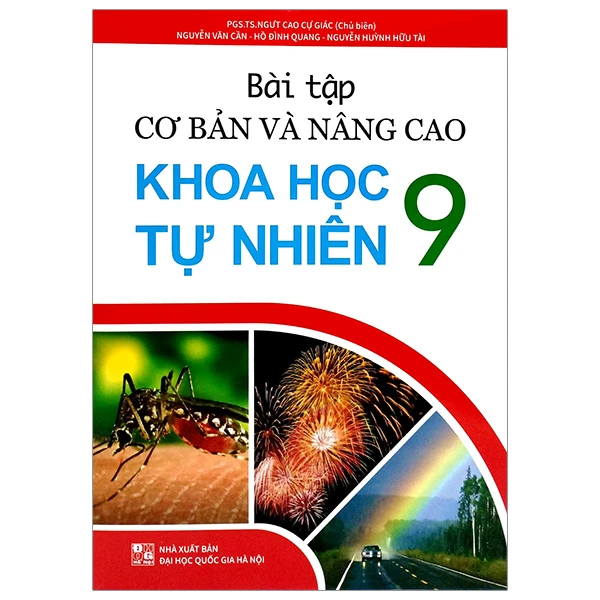 PGS.TS.NGƯT CAO CỰ GIÁC (Chủ biên)
NGUYỄN VĂN CẦN - HỒ ĐÌNH QUANG - NGUYỄN HUỲNH HỮU TÀI
Bài tập
CƠ BẢN VÀ NÂNG CAO
KHOA HỌC
TỰ NHIÊN 9
NHÀ XUẤT BẢN
ĐẠI HỌC QUỐC GIA HÀ NỘI